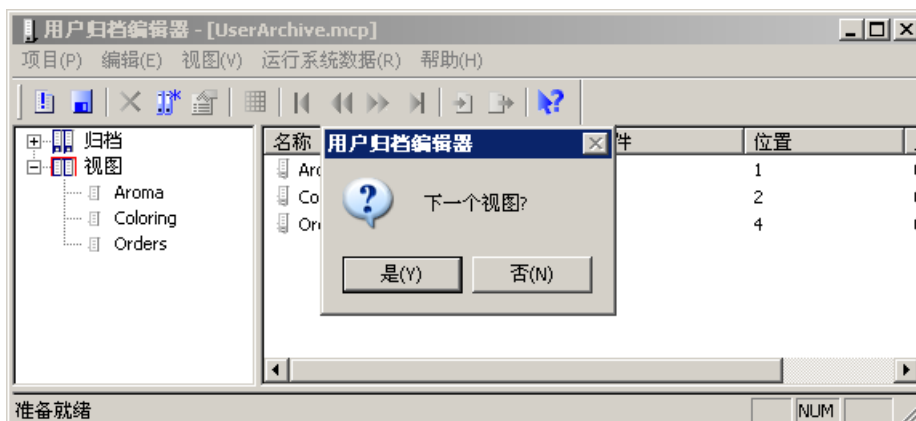 用户归档编辑器 - [UserArchive.mcp]
项目(P) 编辑(E) 视图(V) 运行系统数据(R) 帮助(H)
归档
视图
Aroma
Coloring
Orders
名称 件 位置
Aro 1
Co 2
Or 4
用户归档编辑器
下一个视图?
是(Y) 否(N)
准备就绪 NUM